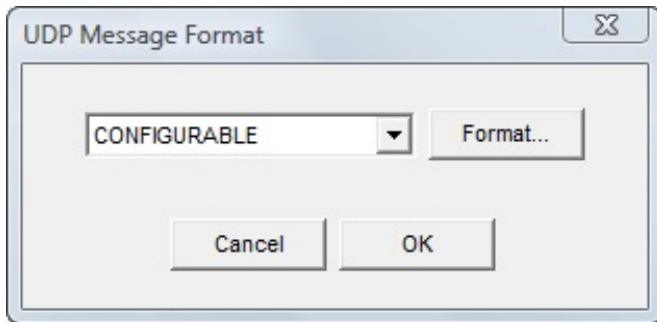 UDP Message Format
CONFIGURABLE
Format...
Cancel
OK